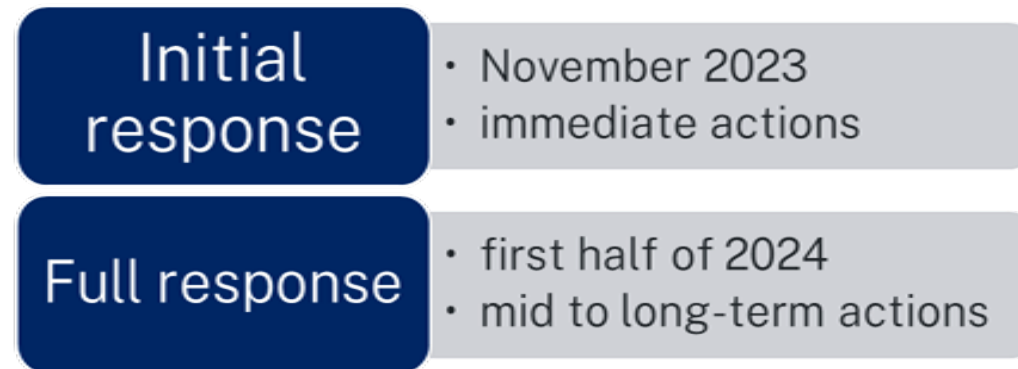 Initial
response
• November 2023
• immediate actions
Full response
• first half of 2024
• mid to long-term actions